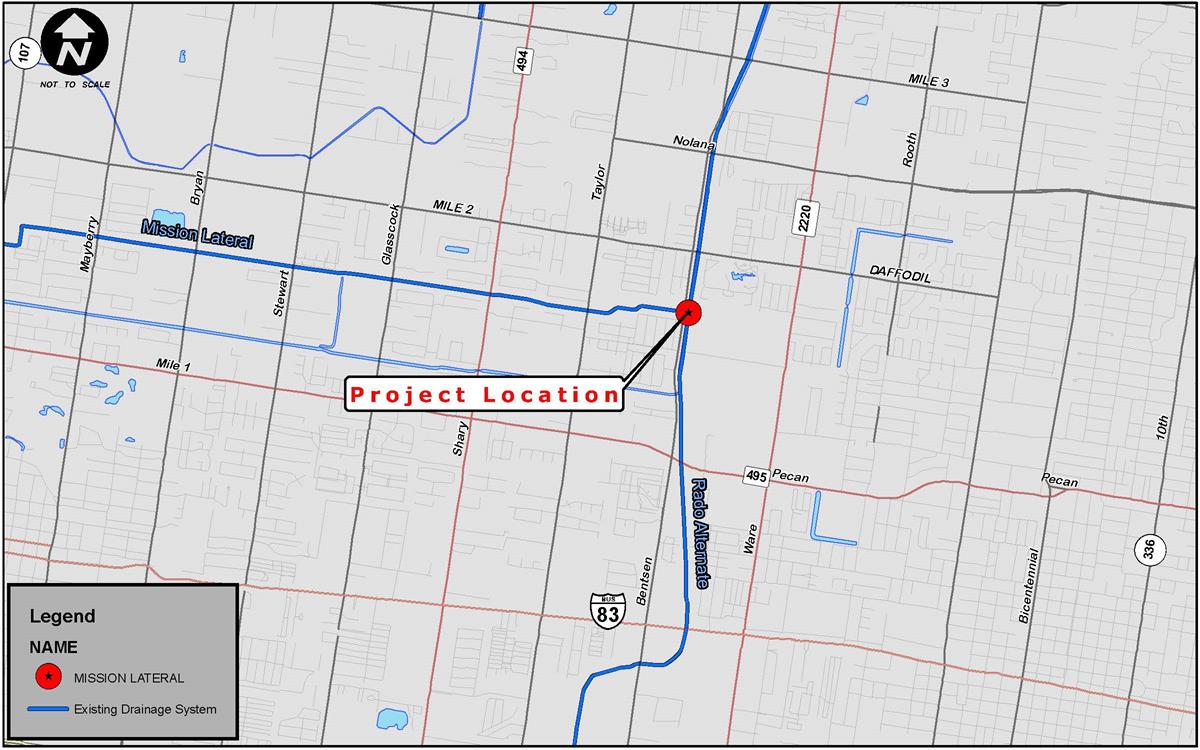 107
N
NOT TO SCALE
494
MILE 3
Nolana
Rooth
Taylor
Bryan
MILE 2
Glasscock
2220
Mayberry
Mission Lateral
Stewart
DAFFODIL
Mile 1
Project Location
Shary
10th
495
Pecan
Pecan
Rado Alternate
Ware
336
Bentsen
Bicentennial
BUS
83
Legend
NAME
MISSION LATERAL
Existing Drainage System